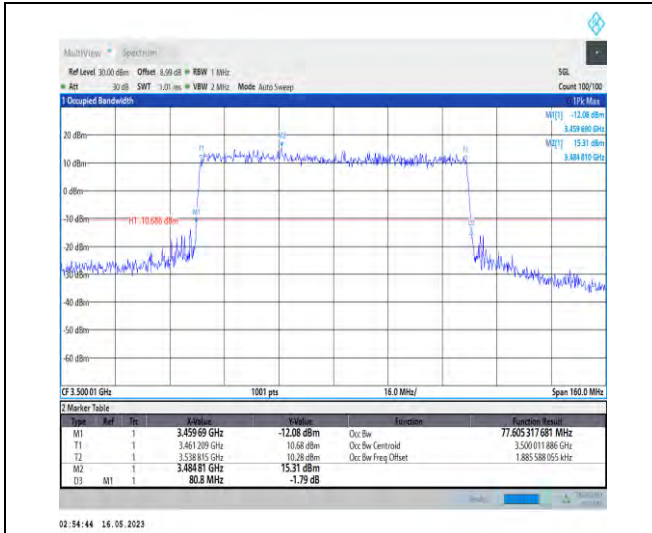 MultiView Spectrum
Ref Level 30.00 dBm Offset 8.99 dB RBW 1 MHz SGL
Att 30 dB SWT 1.01 ms VBW 2 MHz Mode Auto Sweep Count 100/100
1 Occupied Bandwidth 1Pk Max
M1[1] -12.08 dBm
3.459 690 GHz
M2[1] 15.31 dBm
3.484 810 GHz
20 dBm
M2
T1
T2
10 dBm
0 dBm
M1
-10 dBm
H1 -10.686 dBm
D3
-20 dBm
-30 dBm
-40 dBm
-50 dBm
-60 dBm
CF 3.500 01 GHz 1001 pts 16.0 MHz/ Span 160.0 MHz
2 Marker Table
Type Ref Trc X-Value Y-Value Function Function Result
M1 1 3.459 69 GHz -12.08 dBm Occ Bw 77.605 317 681 MHz
T1 1 3.461 209 GHz 10.68 dBm Occ Bw Centroid 3.500 011 886 GHz
T2 1 3.538 815 GHz 10.28 dBm Occ Bw Freq Offset 1.885 588 055 kHz
M2 1 3.484 81 GHz 15.31 dBm
D3 M1 1 80.8 MHz -1.79 dB
02:54:44 16.05.2023